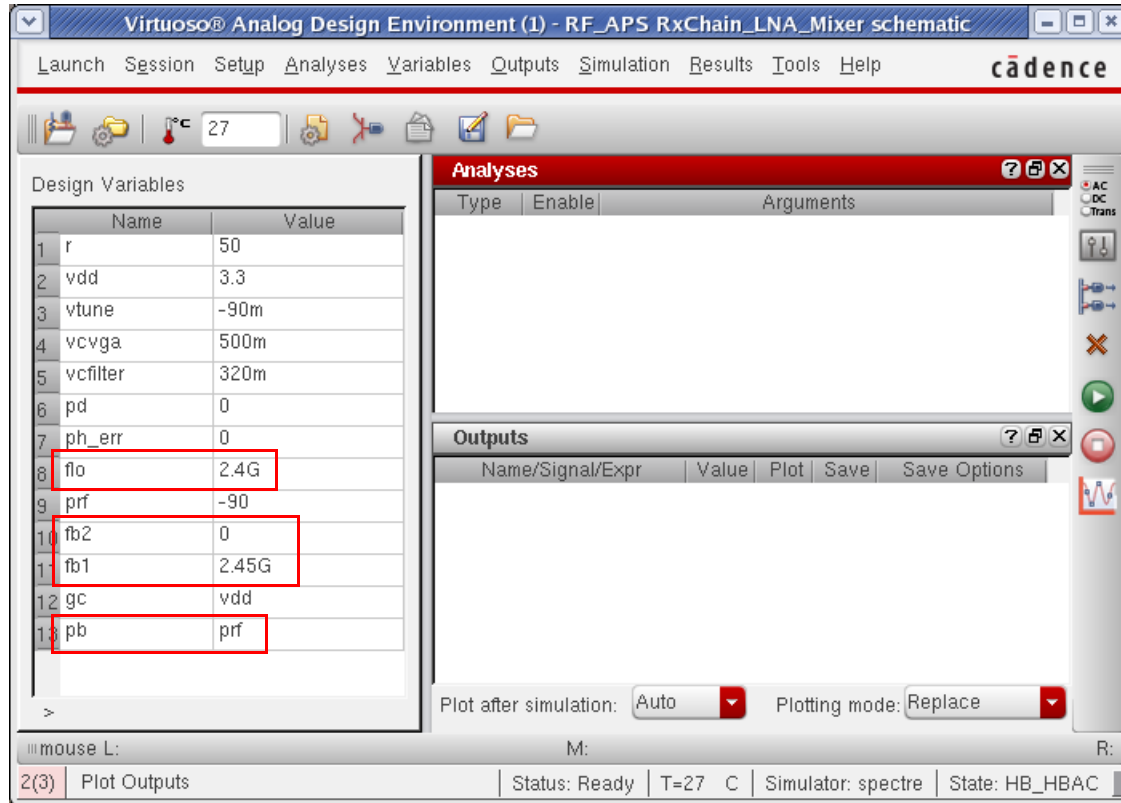 Virtuoso® Analog Design Environment (1) - RF_APS RxChain_LNA_Mixer schematic
Launch Session Setup Analyses Variables Outputs Simulation Results Tools Help cādence
°C 27
Design Variables
Name Value
1 r 50
2 vdd 3.3
3 vtune -90m
4 vcvga 500m
5 vcfilter 320m
6 pd 0
7 ph_err 0
8 flo 2.4G
9 prf -90
10 fb2 0
11 fb1 2.45G
12 gc vdd
13 pb prf
>
Analyses
Type Enable Arguments
AC
DC
Trans
Outputs
Name/Signal/Expr Value Plot Save Save Options
Plot after simulation: Auto Plotting mode: Replace
mouse L: M: R:
2(3) Plot Outputs Status: Ready T=27 C Simulator: spectre State: HB_HBAC